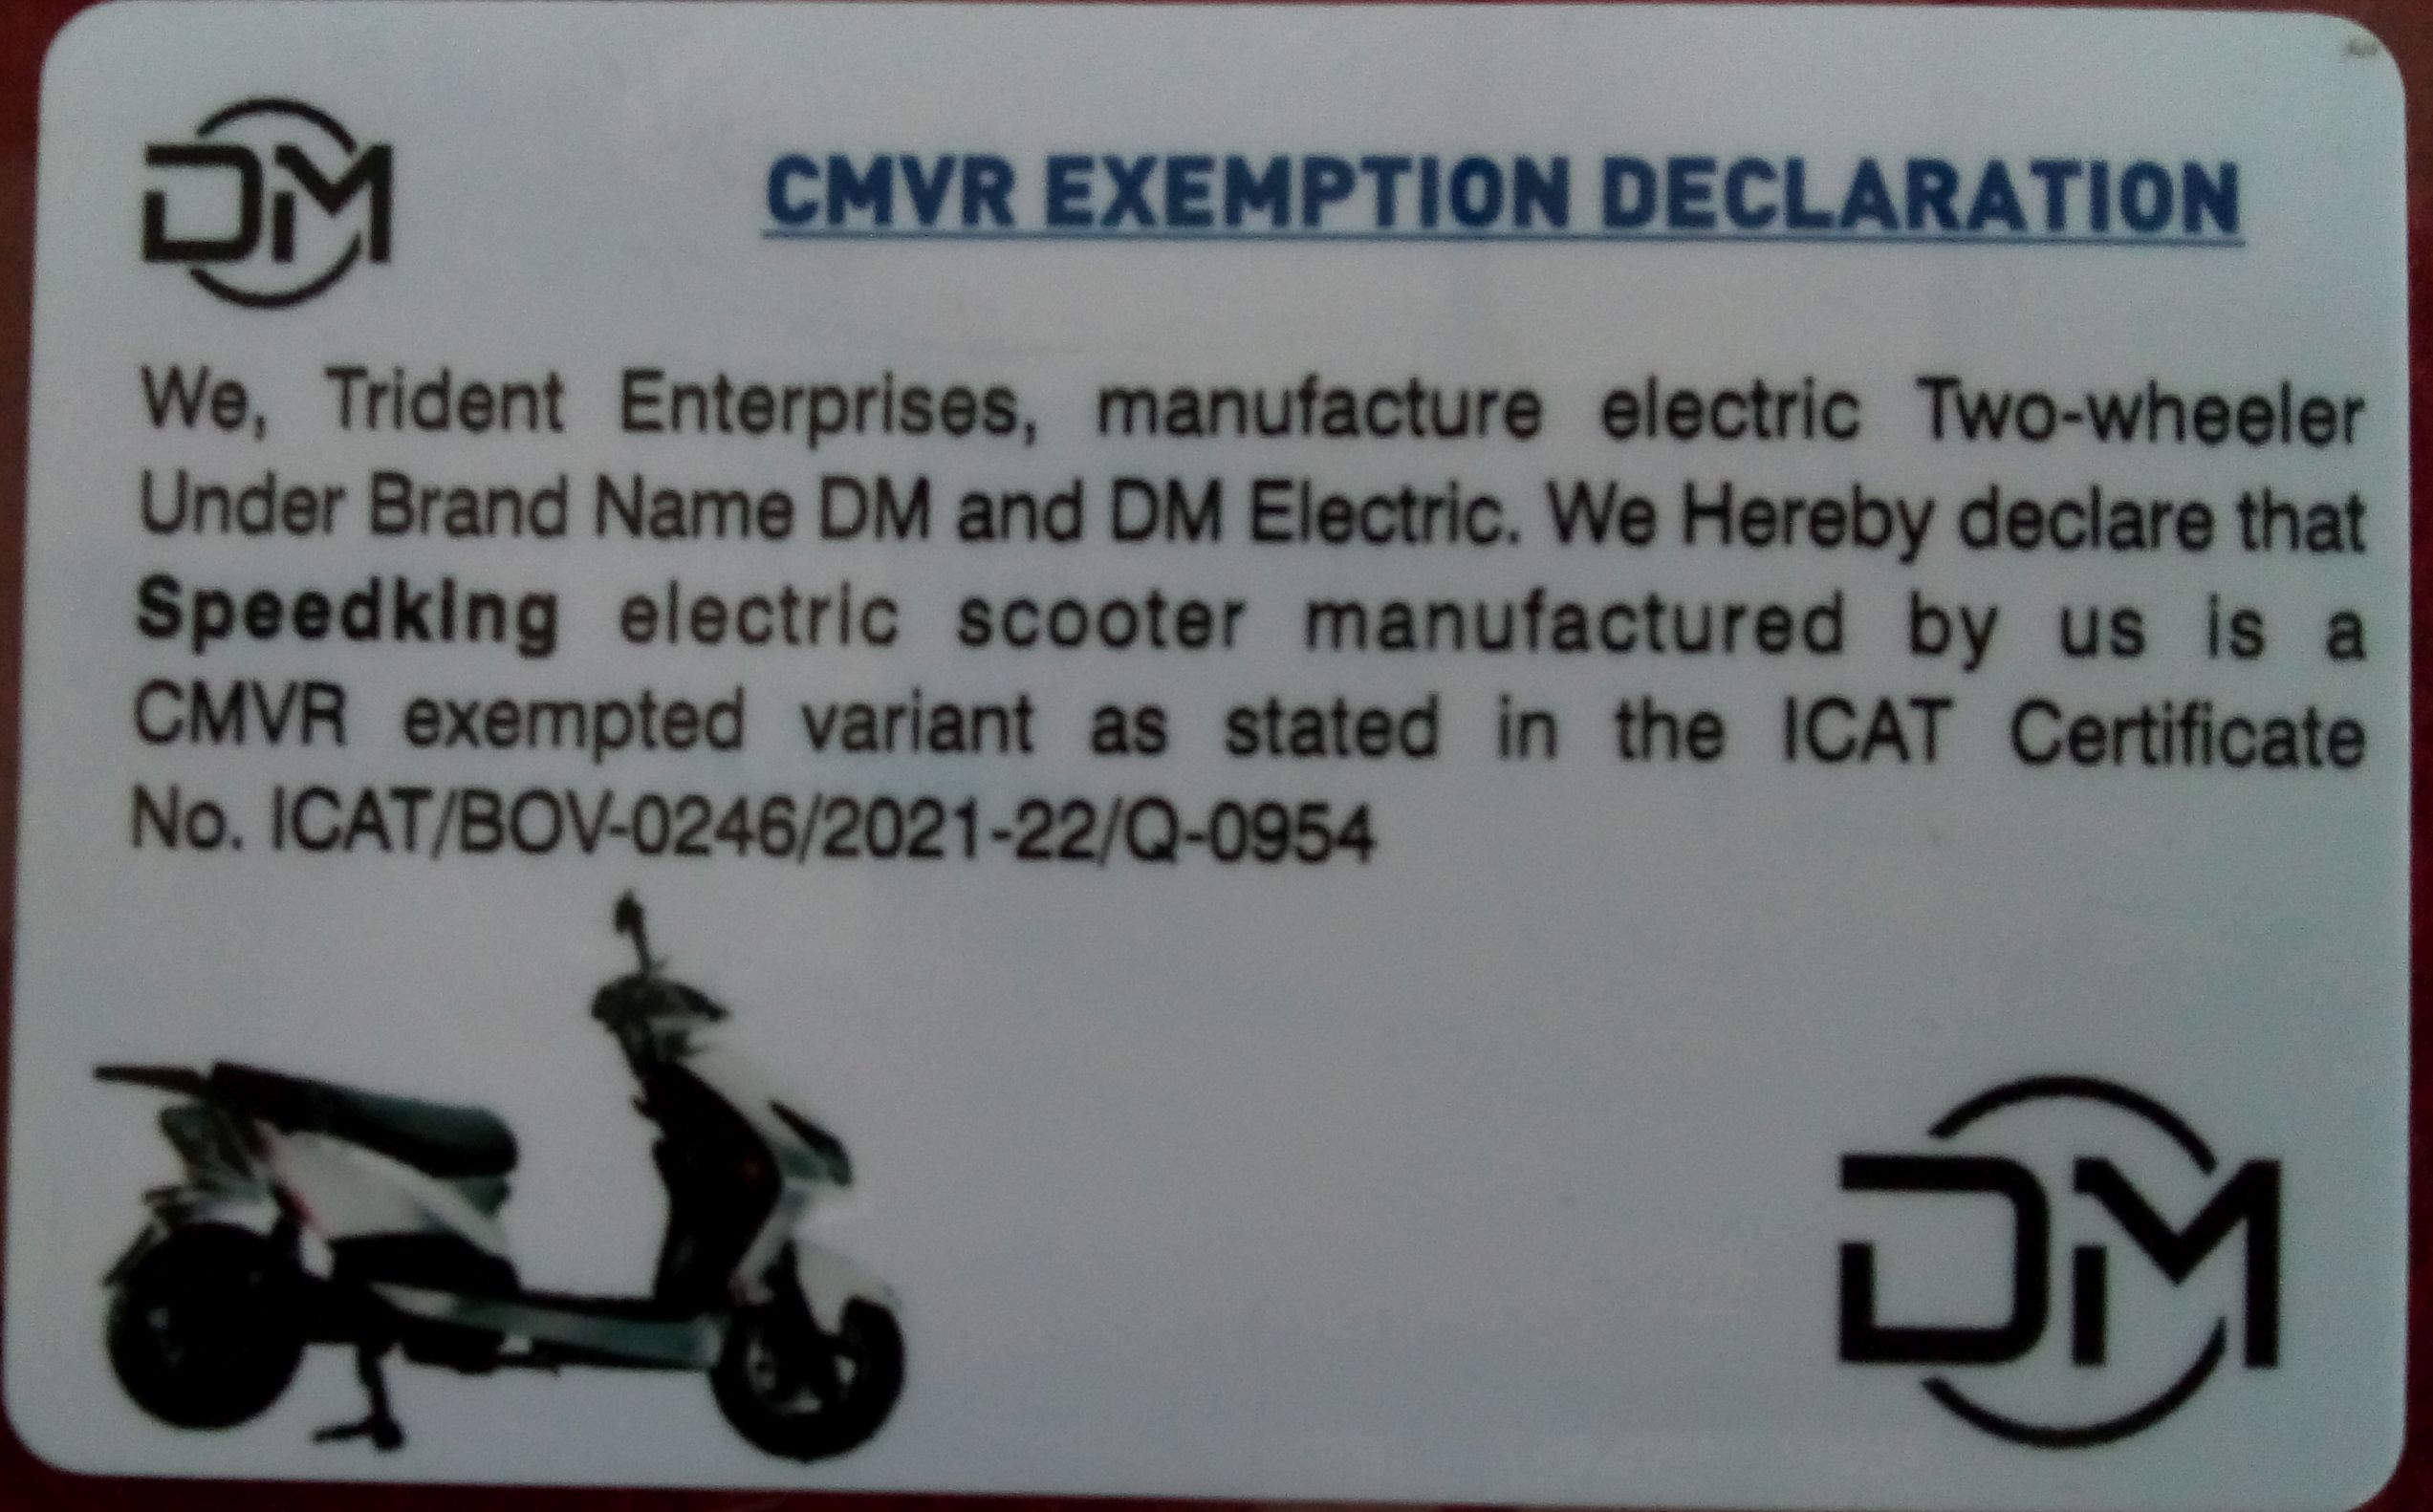 DM
CMVR EXEMPTION DECLARATION
We, Trident Enterprises, manufacture electric Two-wheeler
Under Brand Name DM and DM Electric. We Hereby declare that
Speedking electric scooter manufactured by us is a
CMVR exempted variant as stated in the ICAT Certificate
No. ICAT/BOV-0246/2021-22/Q-0954
DM